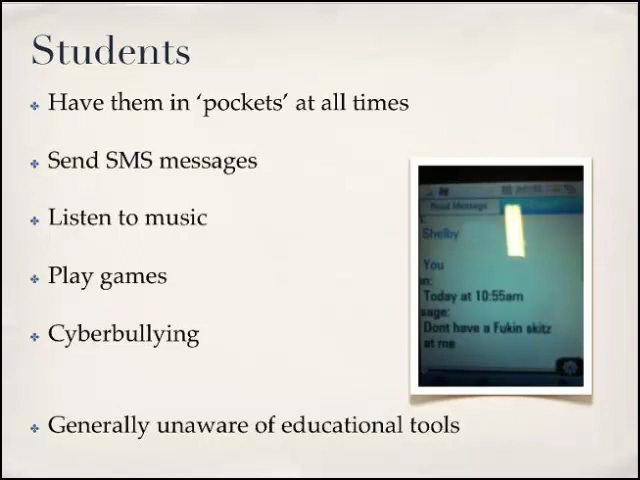 Students
Have them in ‘pockets’ at all times
Send SMS messages
Listen to music
Play games
Cyberbullying
Generally unaware of educational tools
Read Message
Shelby
You
Today at 10:55am
sage:
Dont have a Fukin skitz
at me